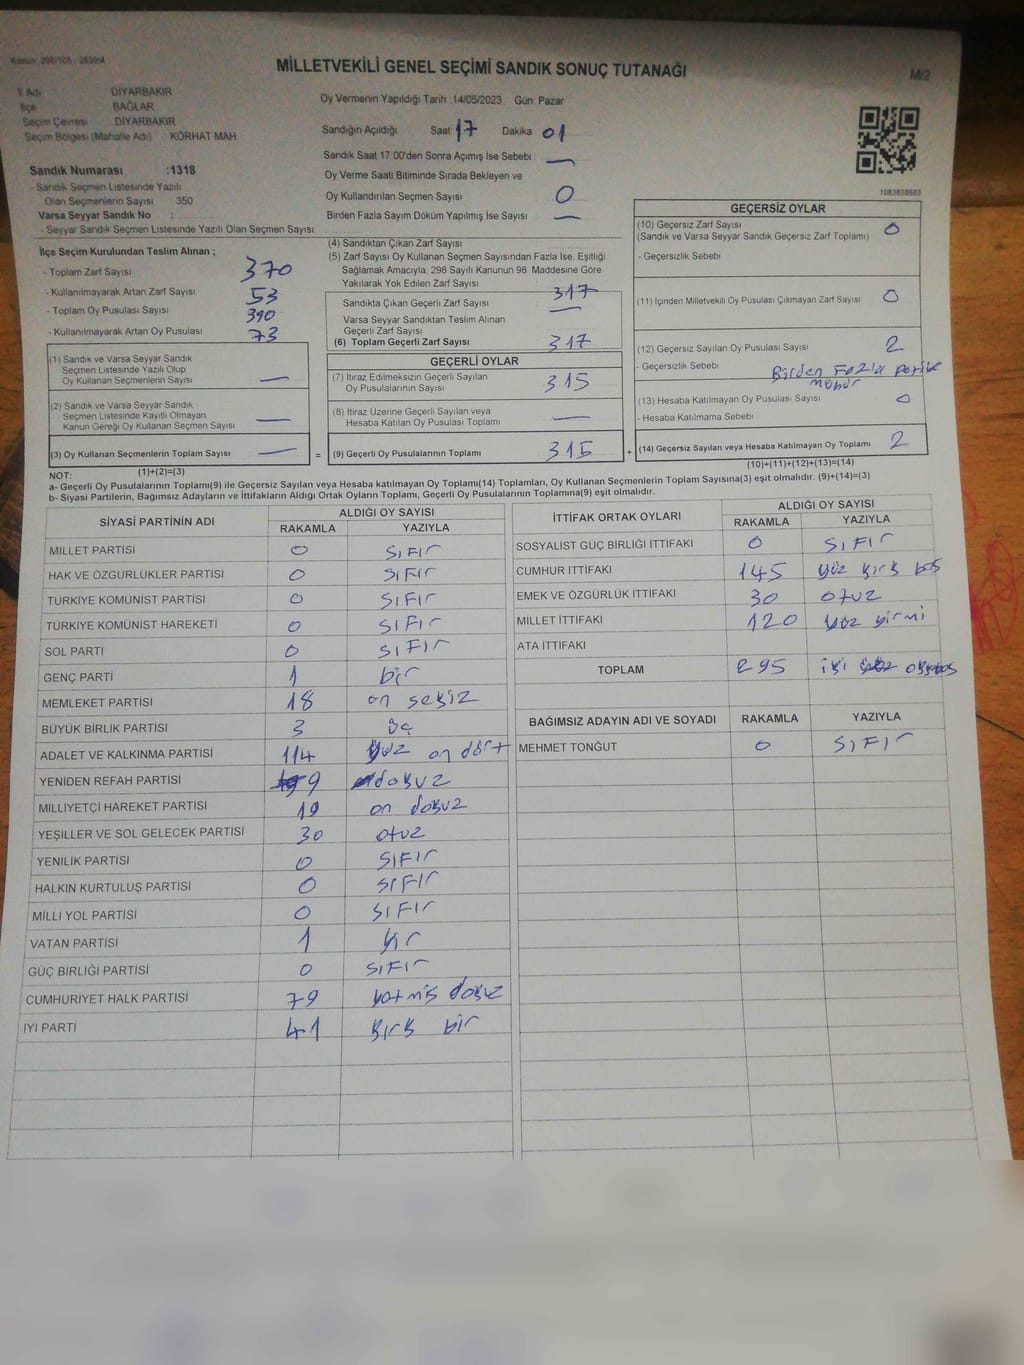 Kanun, 298/105 : 2839/4
MİLLETVEKİLİ GENEL SEÇİMİ SANDIK SONUÇ TUTANAĞI
M/2
İl Adı DİYARBAKIR
İlçe BAĞLAR
Seçim Çevresi DİYARBAKIR
Seçim Bölgesi (Mahalle Adı) KÖRHAT MAH
Sandık Numarası :1318
- Sandık Seçmen Listesinde Yazılı
Olan Seçmenlerin Sayısı 350
Varsa Seyyar Sandık No :
- Seyyar Sandık Seçmen Listesinde Yazılı Olan Seçmen Sayısı
Oy Vermenin Yapıldığı Tarih :14/05/2023 Gün: Pazar
Sandığın Açıldığı Saat 17 Dakika 01
Sandık Saat 17:00'den Sonra Açımış İse Sebebi : —
Oy Verme Saati Bitiminde Sırada Bekleyen ve
Oy Kullandırılan Seçmen Sayısı 0
Birden Fazla Sayım Döküm Yapılmış İse Sayısı —
1083838683
İlçe Seçim Kurulundan Teslim Alınan ;
- Toplam Zarf Sayısı 370
- Kullanılmayarak Artan Zarf Sayısı 53
- Toplam Oy Pusulası Sayısı 390
- Kullanılmayarak Artan Oy Pusulası 73
(1) Sandık ve Varsa Seyyar Sandık
Seçmen Listesinde Yazılı Olup
Oy Kullanan Seçmenlerin Sayısı —
(2) Sandık ve Varsa Seyyar Sandık
Seçmen Listesinde Kayıtlı Olmayan
Kanun Gereği Oy Kullanan Seçmen Sayısı —
(3) Oy Kullanan Seçmenlerin Toplam Sayısı —
(1)+(2)=(3)
(4) Sandıktan Çıkan Zarf Sayısı
(5) Zarf Sayısı Oy Kullanan Seçmen Sayısından Fazla İse, Eşitliği
Sağlamak Amacıyla, 298 Sayılı Kanunun 98. Maddesine Göre
Yakılarak Yok Edilen Zarf Sayısı
Sandıkta Çıkan Geçerli Zarf Sayısı 317
Varsa Seyyar Sandıktan Teslim Alınan
Geçerli Zarf Sayısı —
(6) Toplam Geçerli Zarf Sayısı 317
GEÇERLİ OYLAR
(7) İtiraz Edilmeksizin Geçerli Sayılan
Oy Pusulalarının Sayısı 315
(8) İtiraz Üzerine Geçerli Sayılan veya
Hesaba Katılan Oy Pusulası Toplamı —
= (9) Geçerli Oy Pusulalarının Toplamı 315 +
GEÇERSİZ OYLAR
(10) Geçersiz Zarf Sayısı 0
(Sandık ve Varsa Seyyar Sandık Geçersiz Zarf Toplamı)
- Geçersizlik Sebebi
(11) İçinden Milletvekili Oy Pusulası Çıkmayan Zarf Sayısı 0
(12) Geçersiz Sayılan Oy Pusulası Sayısı 2
- Geçersizlik Sebebi Birden Fazla
(13) Hesaba Katılmayan Oy Pusulası Sayısı 0
- Hesaba Katılmama Sebebi
(14) Geçersiz Sayılan veya Hesaba Katılmayan Oy Toplamı 2
(10)+(11)+(12)+(13)=(14)
NOT:
a- Geçerli Oy Pusulalarının Toplamı(9) ile Geçersiz Sayılan veya Hesaba katılmayan Oy Toplamı(14) Toplamları, Oy Kullanan Seçmenlerin Toplam Sayısına(3) eşit olmalıdır. (9)+(14)=(3)
b- Siyasi Partilerin, Bağımsız Adayların ve İttifakların Aldığı Ortak Oyların Toplamı, Geçerli Oy Pusulalarının Toplamına(9) eşit olmalıdır.
SİYASİ PARTİNİN ADI ALDIĞI OY SAYISI
RAKAMLA YAZIYLA
MİLLET PARTİSİ 0 SIFIr
HAK VE ÖZGÜRLÜKLER PARTİSİ 0 SIFIr
TÜRKİYE KOMÜNİST PARTİSİ 0 SIFIr
TÜRKİYE KOMÜNİST HAREKETİ 0 SIFIr
SOL PARTİ 0 SIFIr
GENÇ PARTİ 1 bir
MEMLEKET PARTİSİ 18 on sekiz
BÜYÜK BİRLİK PARTİSİ 3 üç
ADALET VE KALKINMA PARTİSİ 114 yüz on dört
YENİDEN REFAH PARTİSİ 9 dokuz
MİLLİYETÇİ HAREKET PARTİSİ 19 on dokuz
YEŞİLLER VE SOL GELECEK PARTİSİ 30 otuz
YENİLİK PARTİSİ 0 SIFIr
HALKIN KURTULUŞ PARTİSİ 0 SIFIr
MİLLİ YOL PARTİSİ 0 SIFIr
VATAN PARTİSİ 1 bir
GÜÇ BİRLİĞİ PARTİSİ 0 SIFIr
CUMHURİYET HALK PARTİSİ 79 yetmiş dokuz
İYİ PARTİ 41 kırk bir
İTTİFAK ORTAK OYLARI ALDIĞI OY SAYISI
RAKAMLA YAZIYLA
SOSYALİST GÜÇ BİRLİĞİ İTTİFAKI 0 SIFIr
CUMHUR İTTİFAKI 145 yüz kırk beş
EMEK VE ÖZGÜRLÜK İTTİFAKI 30 otuz
MİLLET İTTİFAKI 120 yüz yirmi
ATA İTTİFAKI
TOPLAM 295 iki
BAĞIMSIZ ADAYIN ADI VE SOYADI RAKAMLA YAZIYLA
MEHMET TONĞUT 0 SIFIr